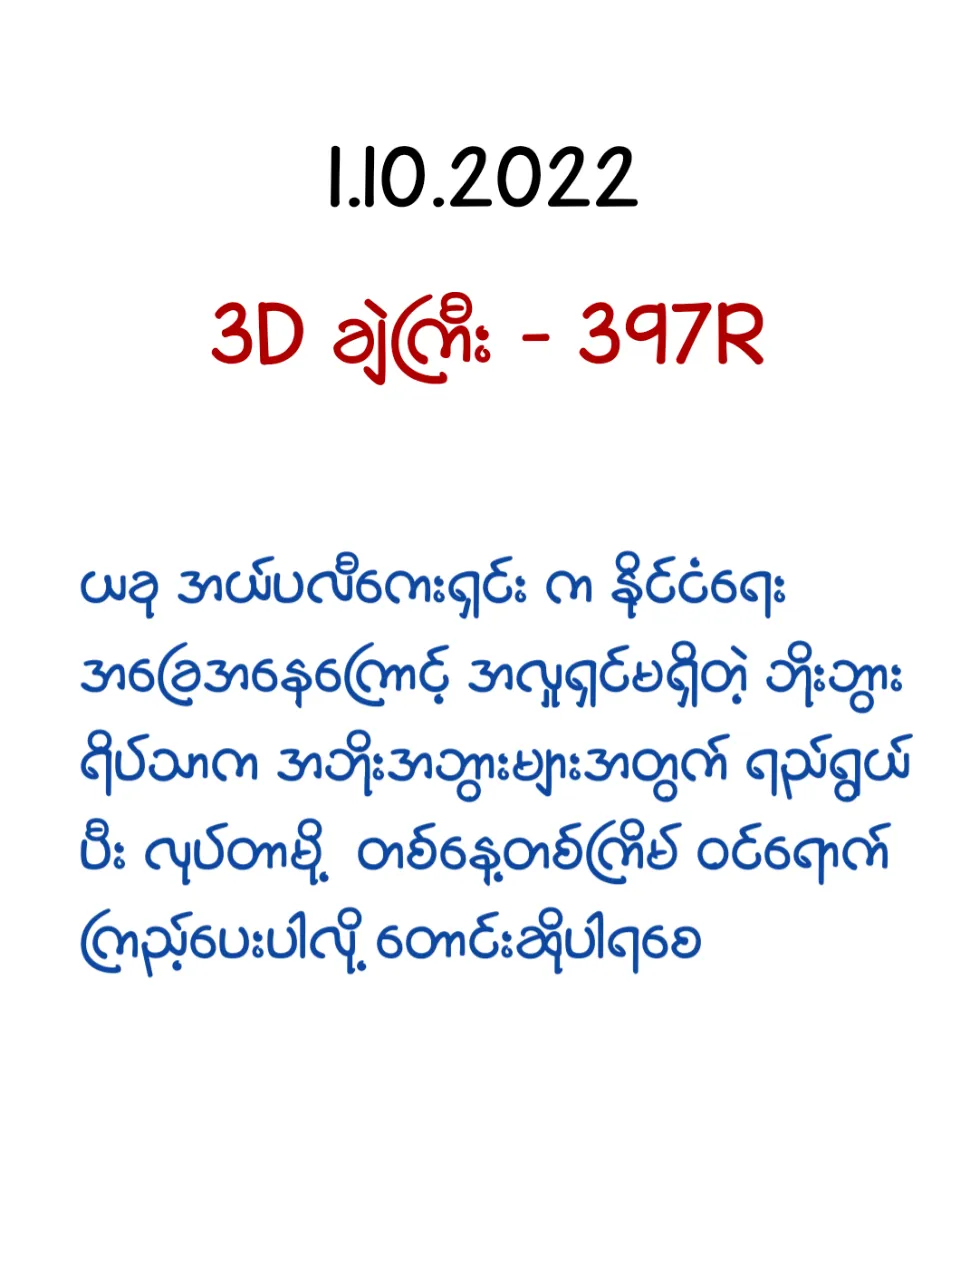 1.10.2022
3D ချဲကြီး - 397R
ယခု အယ်ပလီကေးရှင်း က နိုင်ငံရေး
အခြေအနေကြောင့် အလှူရှင်မရှိတဲ့ ဘိုးဘွား
ရိပ်သာက အဘိုးအဘွားများအတွက် ရည်ရွယ်
ပီး လုပ်တာမို့ တစ်နေ့တစ်ကြိမ် ဝင်ရောက်
ကြည့်ပေးပါလို့ တောင်းဆိုပါရစေ